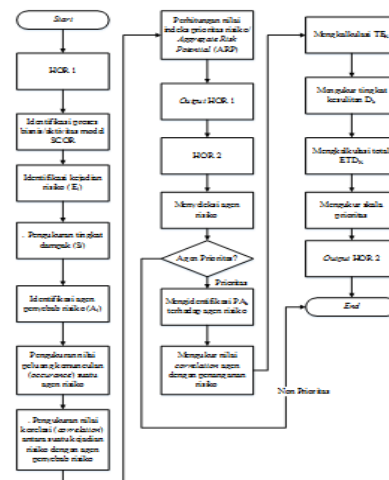 Start
HOR 1
Identifikasi proses
bisnis/aktivitas model
SCOR
Identifikasi kejadian
risiko (Ei)
. Pengukuran tingkat
dampak (Si)
Identifikasi agen
penyebab risiko (Ai)
Pengukuran nilai
peluang kemunculan
(occurance) suatu
agen risiko
. Pengukuran nilai
korelasi (correlation)
antara suatu kejadian
risiko dengan agen
penyebab risiko
Perhitungan nilai
indeks prioritas risiko/
Aggregate Risk
Potential (ARP)
Output HOR 1
HOR 2
Menyeleksi agen
risiko
Agen Prioritas?
Prioritas
Mengidentifikasi PAk
terhadap agen risiko
Mengukur nilai
correlation agen
dengan penanganan
risiko
Non Prioritas
Mengkalkulasi TEk
Mengukur tingkat
kesulitan Dk
Mengkalkulasi total
ETDk
Mengukur skala
prioritas
Output HOR 2
End